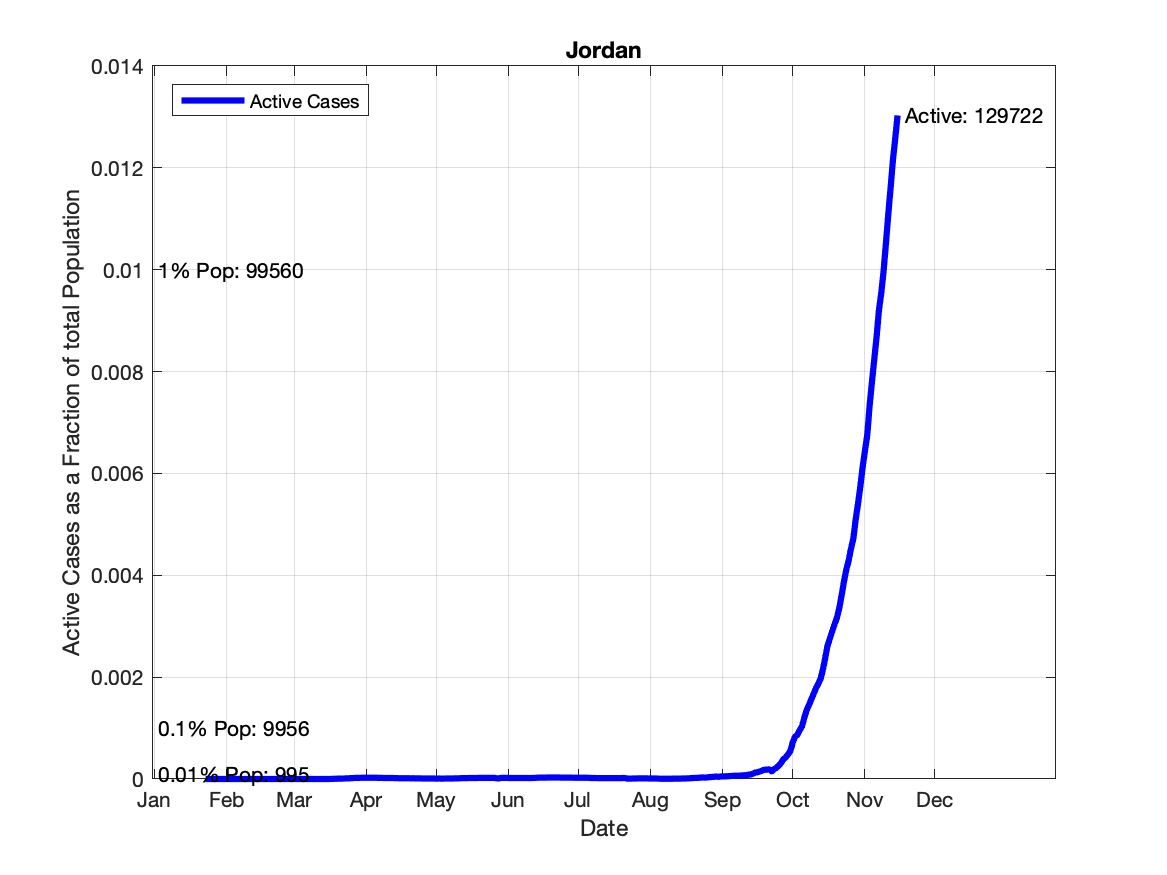 Jordan
0.014
Active Cases
Active: 129722
0.012
1% Pop: 99560
0.01
0.008
0.006
0.004
0.002
0.1% Pop: 9956
0.01% Pop: 995
0
Jan Feb Mar Apr May Jun Jul Aug Sep Oct Nov Dec
Date
Active Cases as a Fraction of total Population